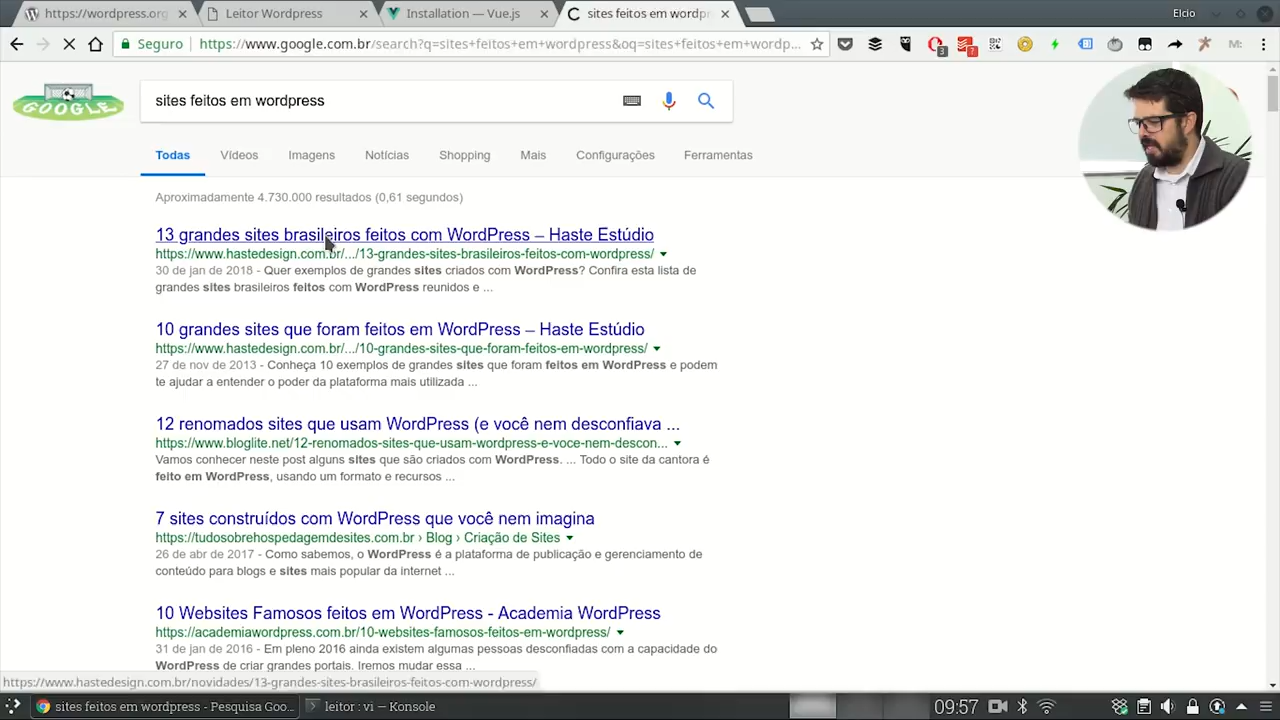 https://wordpress.org
Leitor Wordpress
Installation — Vue.js
sites feitos em wordpr
Elcio
Seguro
https://www.google.com.br/search?q=sites+feitos+em+wordpress&oq=sites+feitos+em+wordp...
3
7
M:
GOOGLE
sites feitos em wordpress
Todas Vídeos Imagens Notícias Shopping Mais Configurações Ferramentas
Aproximadamente 4.730.000 resultados (0,61 segundos)
13 grandes sites brasileiros feitos com WordPress – Haste Estúdio
https://www.hastedesign.com.br/.../13-grandes-sites-brasileiros-feitos-com-wordpress/
30 de jan de 2018 - Quer exemplos de grandes sites criados com WordPress? Confira esta lista de
grandes sites brasileiros feitos com WordPress reunidos e ...
10 grandes sites que foram feitos em WordPress – Haste Estúdio
https://www.hastedesign.com.br/.../10-grandes-sites-que-foram-feitos-em-wordpress/
27 de nov de 2013 - Conheça 10 exemplos de grandes sites que foram feitos em WordPress e podem
te ajudar a entender o poder da plataforma mais utilizada ...
12 renomados sites que usam WordPress (e você nem desconfiava ...
https://www.bloglite.net/12-renomados-sites-que-usam-wordpress-e-voce-nem-descon...
Vamos conhecer neste post alguns sites que são criados com WordPress. ... Todo o site da cantora é
feito em WordPress, usando um formato e recursos ...
7 sites construídos com WordPress que você nem imagina
https://tudosobrehospedagemdesites.com.br › Blog › Criação de Sites
26 de abr de 2017 - Como sabemos, o WordPress é a plataforma de publicação e gerenciamento de
conteúdo para blogs e sites mais popular da internet ...
10 Websites Famosos feitos em WordPress - Academia WordPress
https://academiawordpress.com.br/10-websites-famosos-feitos-em-wordpress/
31 de jan de 2016 - Em pleno 2016 ainda existem algumas pessoas desconfiadas com a capacidade do
WordPress de criar grandes portais. Iremos mudar essa ...
https://www.hastedesign.com.br/novidades/13-grandes-sites-brasileiros-feitos-com-wordpress/
sites feitos em wordpress - Pesquisa Goo...
leitor : vi — Konsole
09:57